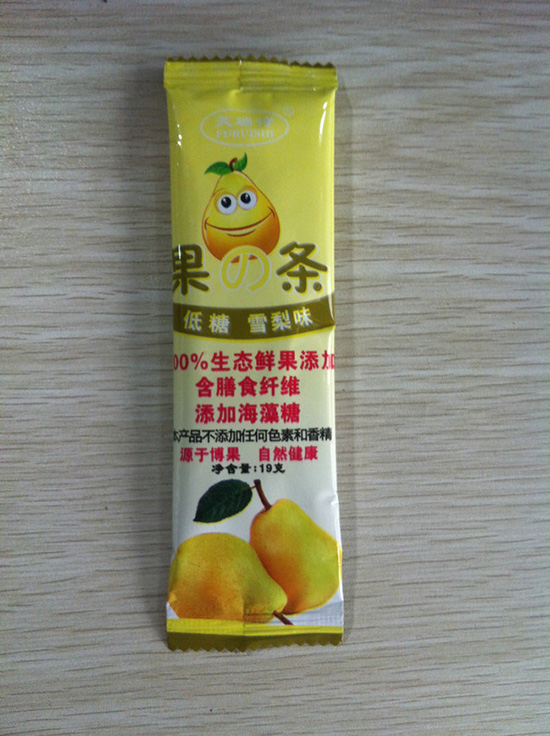 FURUISHI
果の条
低糖 雪梨味
00%生态鲜果添加
含膳食纤维
添加海藻糖
本产品不添加任何色素和香精
源于博果 自然健康
净含量:19克